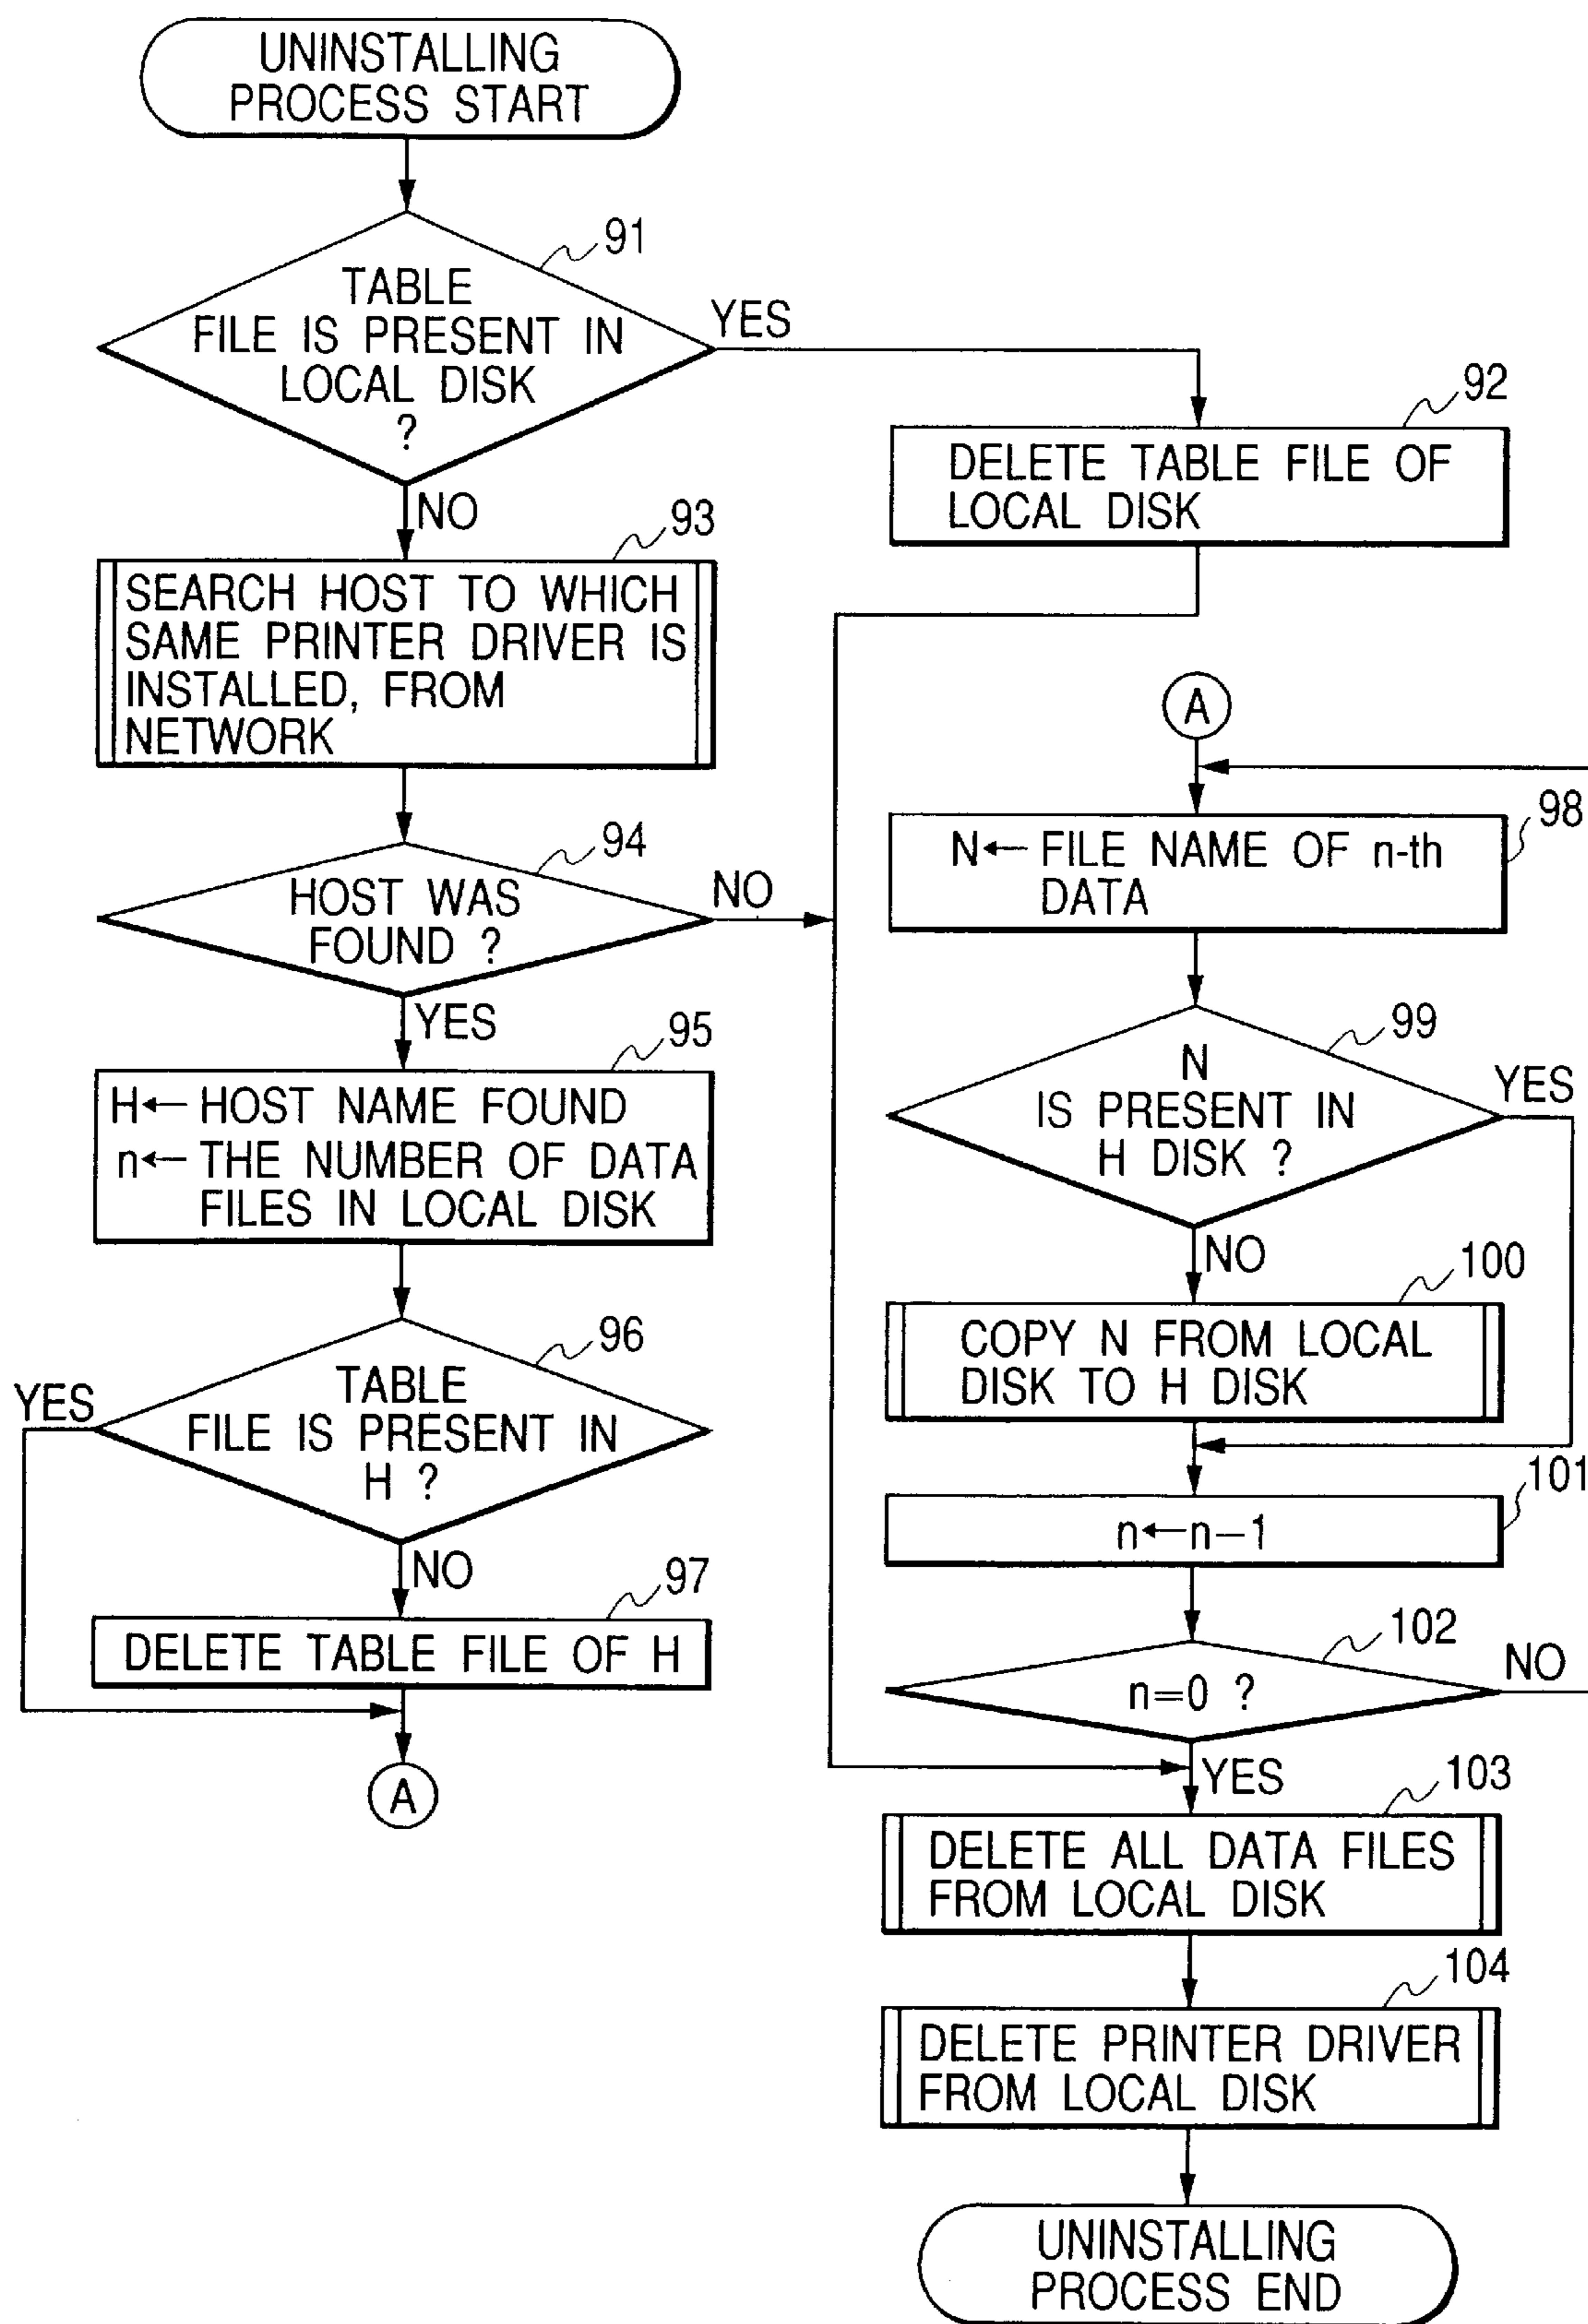 UNINSTALLING
PROCESS START
91
TABLE
FILE IS PRESENT IN
LOCAL DISK
?
YES
NO
92
DELETE TABLE FILE OF
LOCAL DISK
93
SEARCH HOST TO WHICH
SAME PRINTER DRIVER IS
INSTALLED, FROM
NETWORK
94
HOST WAS
FOUND ?
NO
YES
95
H← HOST NAME FOUND
n← THE NUMBER OF DATA
FILES IN LOCAL DISK
96
TABLE
FILE IS PRESENT IN
H ?
YES
NO
97
DELETE TABLE FILE OF H
A
A
98
N← FILE NAME OF n-th
DATA
99
N
IS PRESENT IN
H DISK ?
YES
NO
100
COPY N FROM LOCAL
DISK TO H DISK
101
n←n−1
102
n=0 ?
NO
YES
103
DELETE ALL DATA FILES
FROM LOCAL DISK
104
DELETE PRINTER DRIVER
FROM LOCAL DISK
UNINSTALLING
PROCESS END